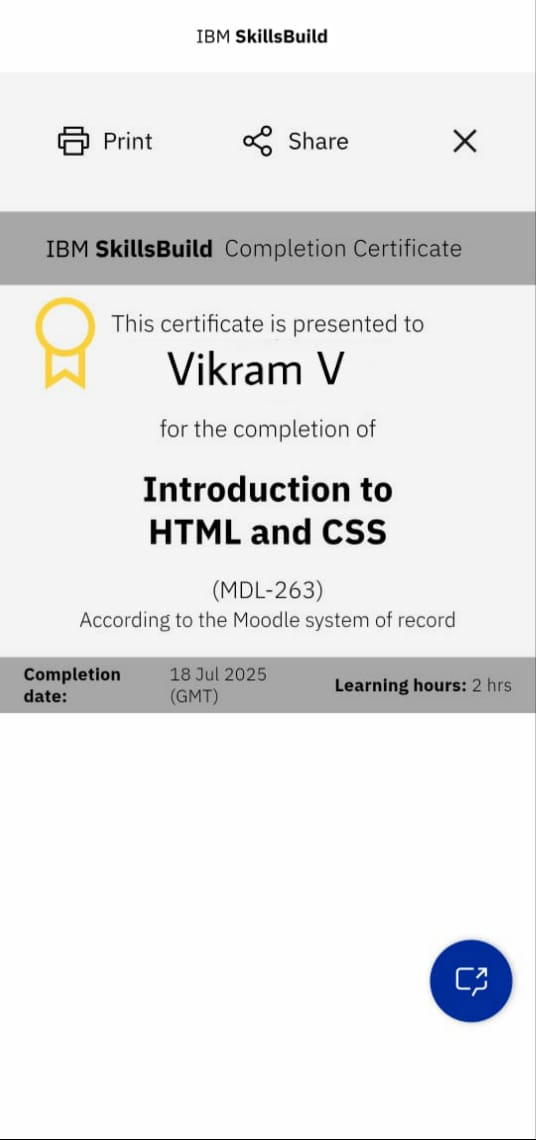 IBM SkillsBuild
Print
Share
IBM SkillsBuild Completion Certificate
This certificate is presented to
Vikram V
for the completion of
Introduction to
HTML and CSS
(MDL-263)
According to the Moodle system of record
Completion
date:
18 Jul 2025
(GMT)
Learning hours: 2 hrs